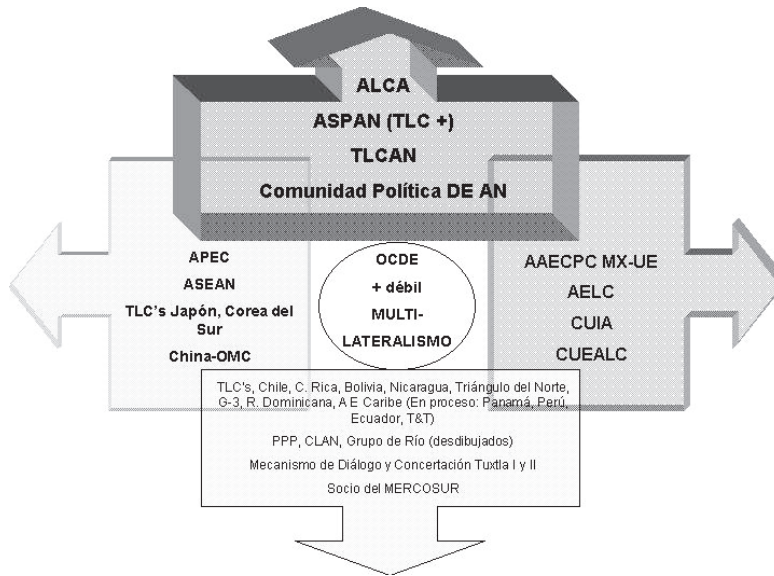 ALCA
ASPAN (TLC +)
TLCAN
Comunidad Política DE AN
APEC
ASEAN
TLC's Japón, Corea del
Sur
China-OMC
OCDE
+ débil
MULTI-
LATERALISMO
AAECPC MX-UE
AELC
CUIA
CUEALC
TLC's, Chile, C. Rica, Bolivia, Nicaragua, Triángulo del Norte,
G-3, R. Dominicana, A E Caribe (En proceso: Panamá, Perú,
Ecuador, T&T)
PPP, CLAN, Grupo de Río (desdibujados)
Mecanismo de Diálogo y Concertación Tuxtla I y II
Socio del MERCOSUR